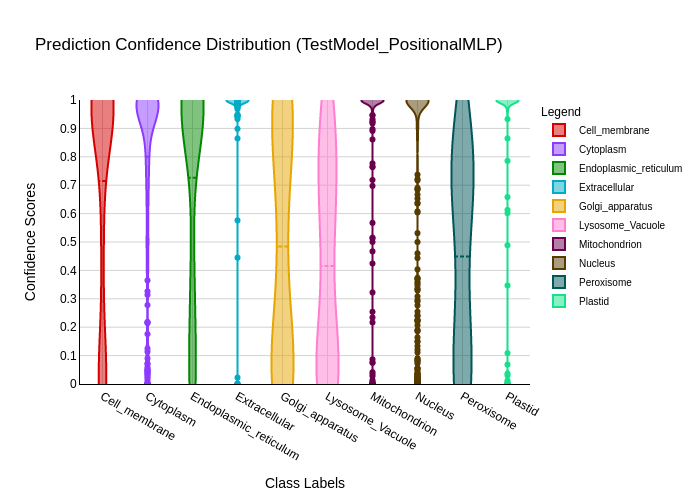 Prediction Confidence Distribution (TestModel_PositionalMLP)
Confidence Scores
1
0.9
0.8
0.7
0.6
0.5
0.4
0.3
0.2
0.1
0
Cell_membrane
Cytoplasm
Endoplasmic_reticulum
Extracellular
Golgi_apparatus
Lysosome_Vacuole
Mitochondrion
Nucleus
Peroxisome
Plastid
Class Labels
Legend
Cell_membrane
Cytoplasm
Endoplasmic_reticulum
Extracellular
Golgi_apparatus
Lysosome_Vacuole
Mitochondrion
Nucleus
Peroxisome
Plastid